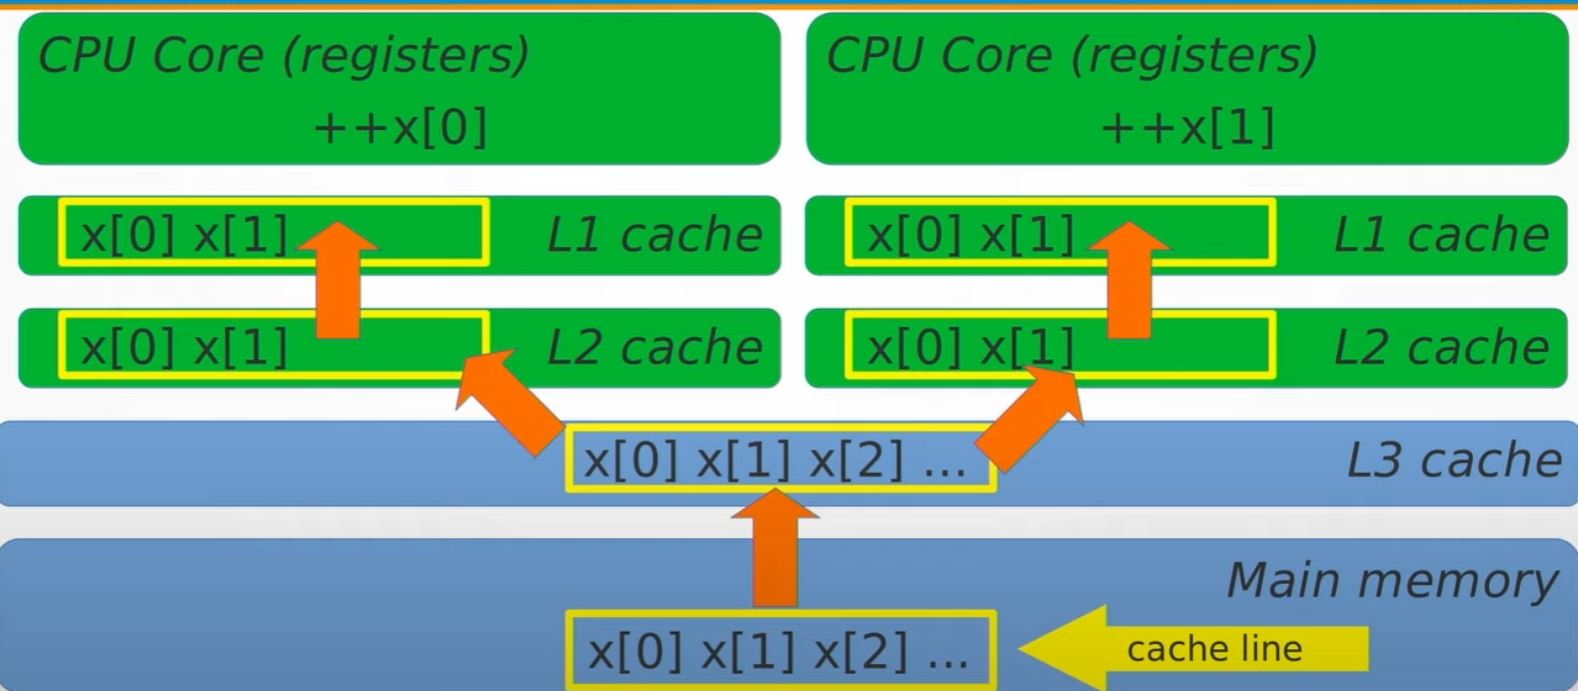 CPU Core (registers)
++x[0]
CPU Core (registers)
++x[1]
x[0] x[1] L1 cache
x[0] x[1] L1 cache
x[0] x[1] L2 cache
x[0] x[1] L2 cache
x[0] x[1] x[2] ... L3 cache
Main memory
x[0] x[1] x[2] ... cache line